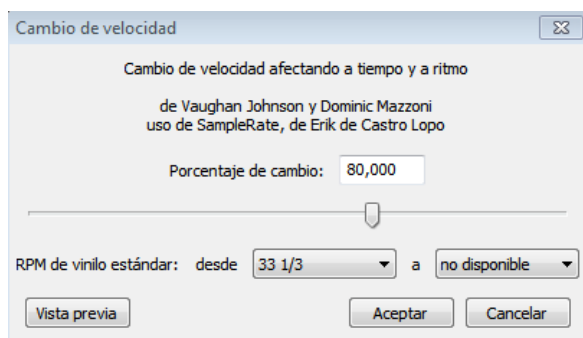 Cambio de velocidad
Cambio de velocidad afectando a tiempo y a ritmo
de Vaughan Johnson y Dominic Mazzoni
uso de SampleRate, de Erik de Castro Lopo
Porcentaje de cambio: 80,000
RPM de vinilo estándar: desde 33 1/3 a no disponible
Vista previa Aceptar Cancelar